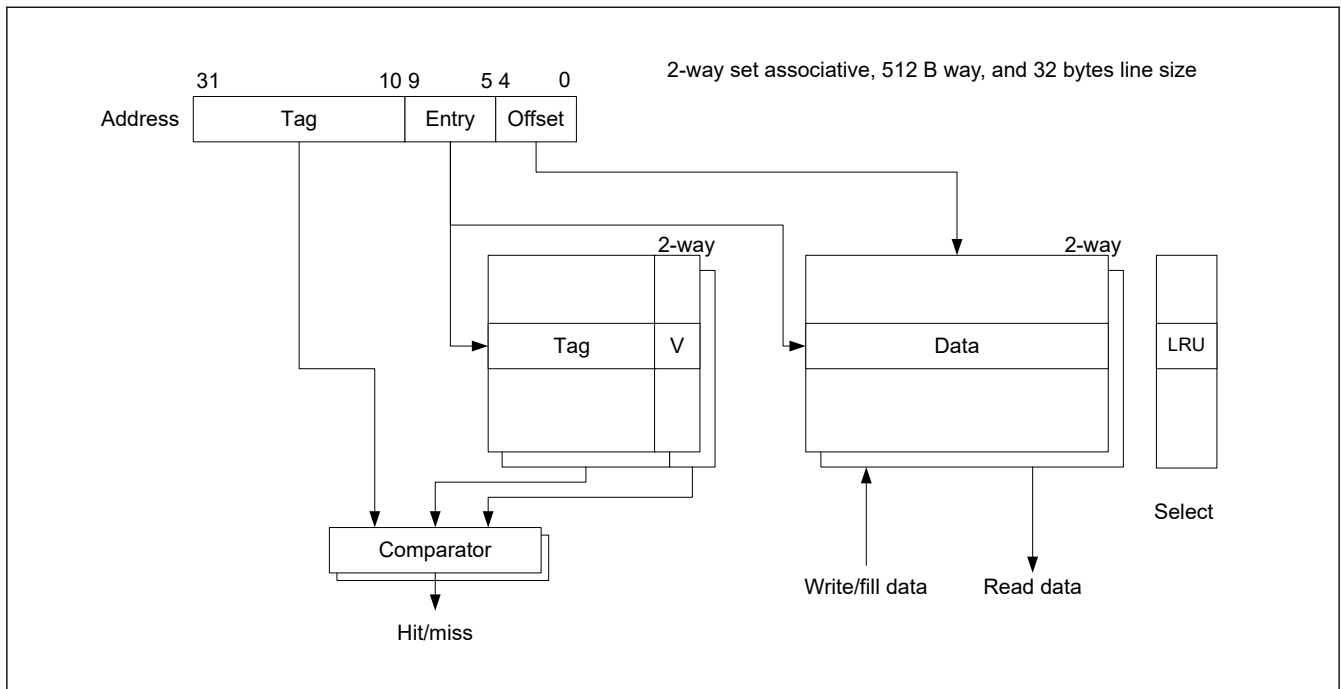 2-way set associative, 512 B way, and 32 bytes line size
31 10 9 5 4 0
Address Tag Entry Offset
2-way 2-way
Tag V Data LRU
Select
Comparator
Write/fill data Read data
Hit/miss